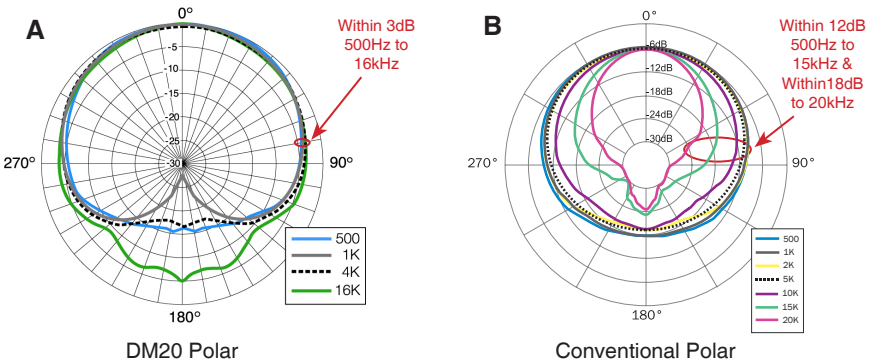 A
0°
-5
-10
-15
-20
-25
-30
270°
90°
180°
Within 3dB
500Hz to
16kHz
500
1K
4K
16K
DM20 Polar
B
0°
-6dB
-12dB
-18dB
-24dB
-30dB
270°
90°
180°
Within 12dB
500Hz to
15kHz &
Within18dB
to 20kHz
500
1K
2K
5K
10K
15K
20K
Conventional Polar